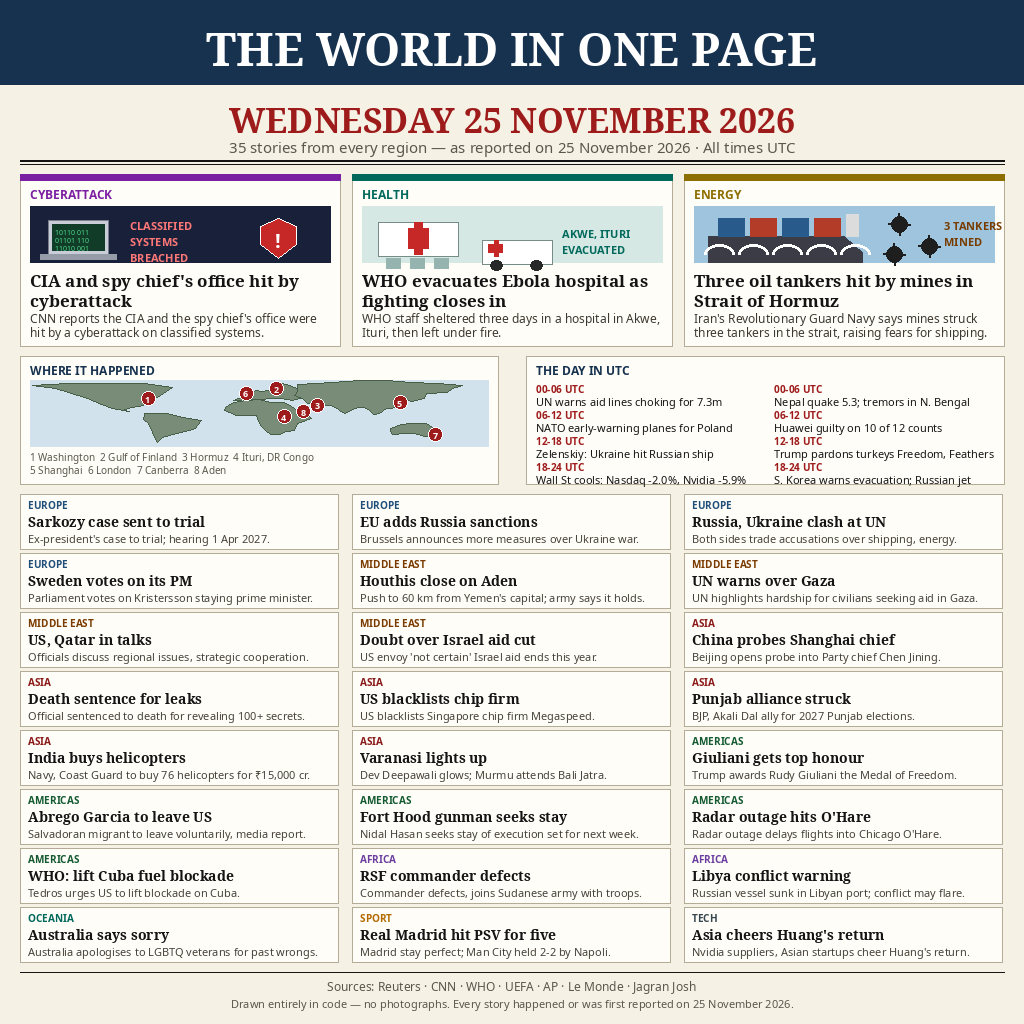 THE WORLD IN ONE PAGE
WEDNESDAY 25 NOVEMBER 2026
35 stories from every region — as reported on 25 November 2026 · All times UTC
CYBERATTACK
10110 011
01101 110
11010 001
CLASSIFIED
SYSTEMS
BREACHED
!
CIA and spy chief's office hit by
cyberattack
CNN reports the CIA and the spy chief's office were
hit by a cyberattack on classified systems.
HEALTH
AKWE, ITURI
EVACUATED
WHO evacuates Ebola hospital as
fighting closes in
WHO staff sheltered three days in a hospital in Akwe,
Ituri, then left under fire.
ENERGY
3 TANKERS
MINED
Three oil tankers hit by mines in
Strait of Hormuz
Iran's Revolutionary Guard Navy says mines struck
three tankers in the strait, raising fears for shipping.
WHERE IT HAPPENED
1
2
3
4
5
6
7
8
1 Washington 2 Gulf of Finland 3 Hormuz 4 Ituri, DR Congo
5 Shanghai 6 London 7 Canberra 8 Aden
THE DAY IN UTC
00-06 UTC
UN warns aid lines choking for 7.3m
06-12 UTC
NATO early-warning planes for Poland
12-18 UTC
Zelenskiy: Ukraine hit Russian ship
18-24 UTC
Wall St cools: Nasdaq -2.0%, Nvidia -5.9%
00-06 UTC
Nepal quake 5.3; tremors in N. Bengal
06-12 UTC
Huawei guilty on 10 of 12 counts
12-18 UTC
Trump pardons turkeys Freedom, Feathers
18-24 UTC
S. Korea warns evacuation; Russian jet
EUROPE
Sarkozy case sent to trial
Ex-president's case to trial; hearing 1 Apr 2027.
EUROPE
EU adds Russia sanctions
Brussels announces more measures over Ukraine war.
EUROPE
Russia, Ukraine clash at UN
Both sides trade accusations over shipping, energy.
EUROPE
Sweden votes on its PM
Parliament votes on Kristersson staying prime minister.
MIDDLE EAST
Houthis close on Aden
Push to 60 km from Yemen's capital; army says it holds.
MIDDLE EAST
UN warns over Gaza
UN highlights hardship for civilians seeking aid in Gaza.
MIDDLE EAST
US, Qatar in talks
Officials discuss regional issues, strategic cooperation.
MIDDLE EAST
Doubt over Israel aid cut
US envoy 'not certain' Israel aid ends this year.
ASIA
China probes Shanghai chief
Beijing opens probe into Party chief Chen Jining.
ASIA
Death sentence for leaks
Official sentenced to death for revealing 100+ secrets.
ASIA
US blacklists chip firm
US blacklists Singapore chip firm Megaspeed.
ASIA
Punjab alliance struck
BJP, Akali Dal ally for 2027 Punjab elections.
ASIA
India buys helicopters
Navy, Coast Guard to buy 76 helicopters for ₹15,000 cr.
ASIA
Varanasi lights up
Dev Deepawali glows; Murmu attends Bali Jatra.
AMERICAS
Giuliani gets top honour
Trump awards Rudy Giuliani the Medal of Freedom.
AMERICAS
Abrego Garcia to leave US
Salvadoran migrant to leave voluntarily, media report.
AMERICAS
Fort Hood gunman seeks stay
Nidal Hasan seeks stay of execution set for next week.
AMERICAS
Radar outage hits O'Hare
Radar outage delays flights into Chicago O'Hare.
AMERICAS
WHO: lift Cuba fuel blockade
Tedros urges US to lift blockade on Cuba.
AFRICA
RSF commander defects
Commander defects, joins Sudanese army with troops.
AFRICA
Libya conflict warning
Russian vessel sunk in Libyan port; conflict may flare.
OCEANIA
Australia says sorry
Australia apologises to LGBTQ veterans for past wrongs.
SPORT
Real Madrid hit PSV for five
Madrid stay perfect; Man City held 2-2 by Napoli.
TECH
Asia cheers Huang's return
Nvidia suppliers, Asian startups cheer Huang's return.
Sources: Reuters · CNN · WHO · UEFA · AP · Le Monde · Jagran Josh
Drawn entirely in code — no photographs. Every story happened or was first reported on 25 November 2026.